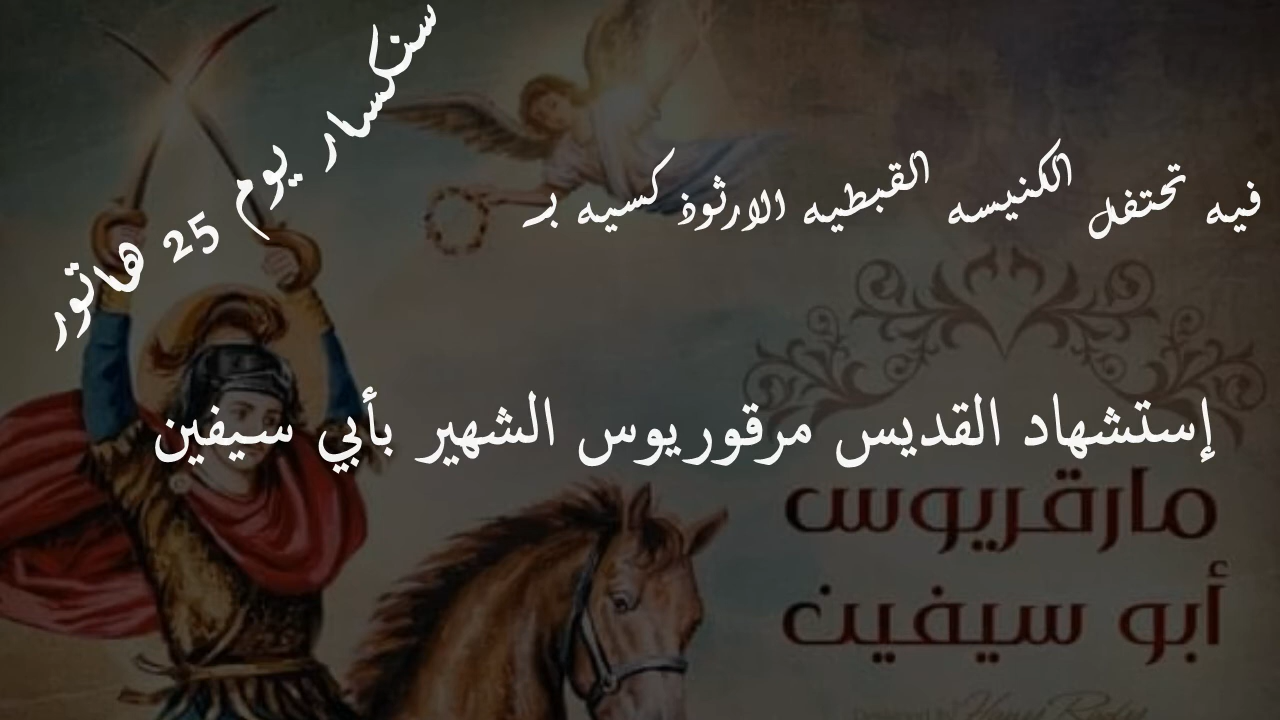 سنكسار يوم 25 هاتور
فيه تحتفل الكنيسه القبطيه الارثوذكسيه بـ
إستشهاد القديس مرقوريوس الشهير بأبي سيفين
مارقريوس
أبو سيفين